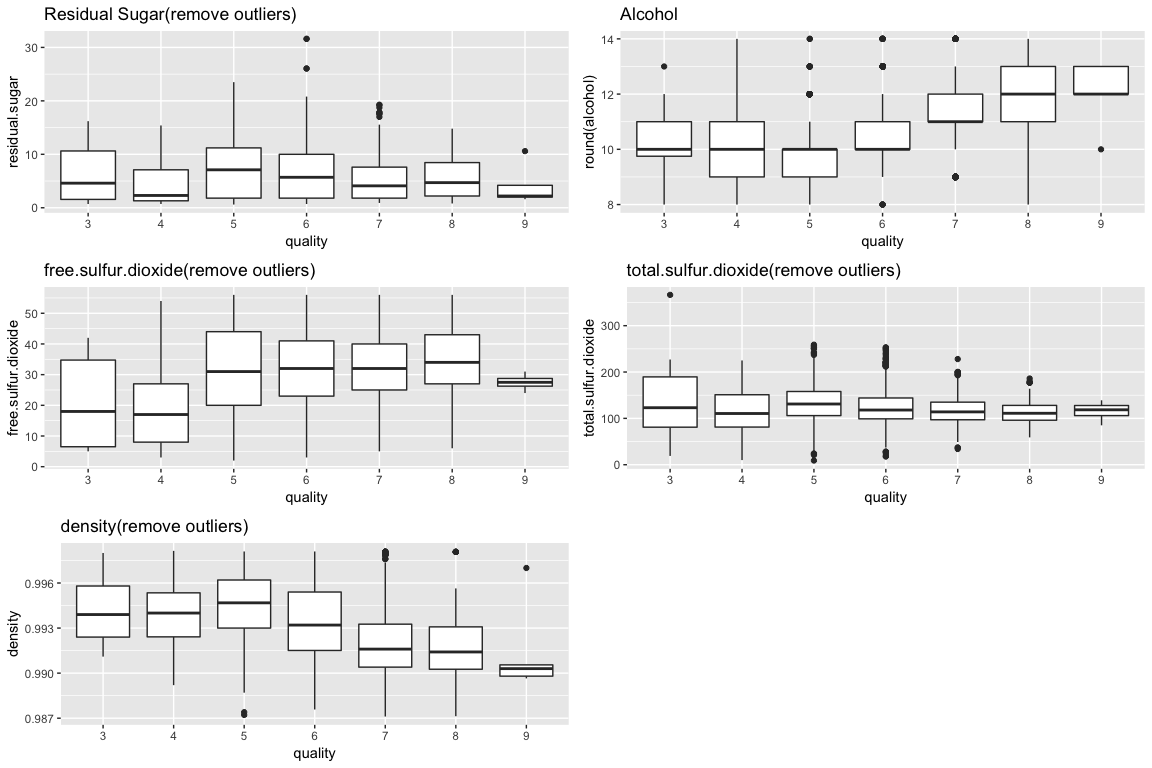 Residual Sugar(remove outliers)
residual.sugar
30
20
10
0
3 4 5 6 7 8 9
quality
Alcohol
round(alcohol)
14
12
10
8
3 4 5 6 7 8 9
quality
free.sulfur.dioxide(remove outliers)
free.sulfur.dioxide
50
40
30
20
10
0
3 4 5 6 7 8 9
quality
total.sulfur.dioxide(remove outliers)
total.sulfur.dioxide
300
200
100
0
3 4 5 6 7 8 9
quality
density(remove outliers)
density
0.996
0.993
0.990
0.987
3 4 5 6 7 8 9
quality